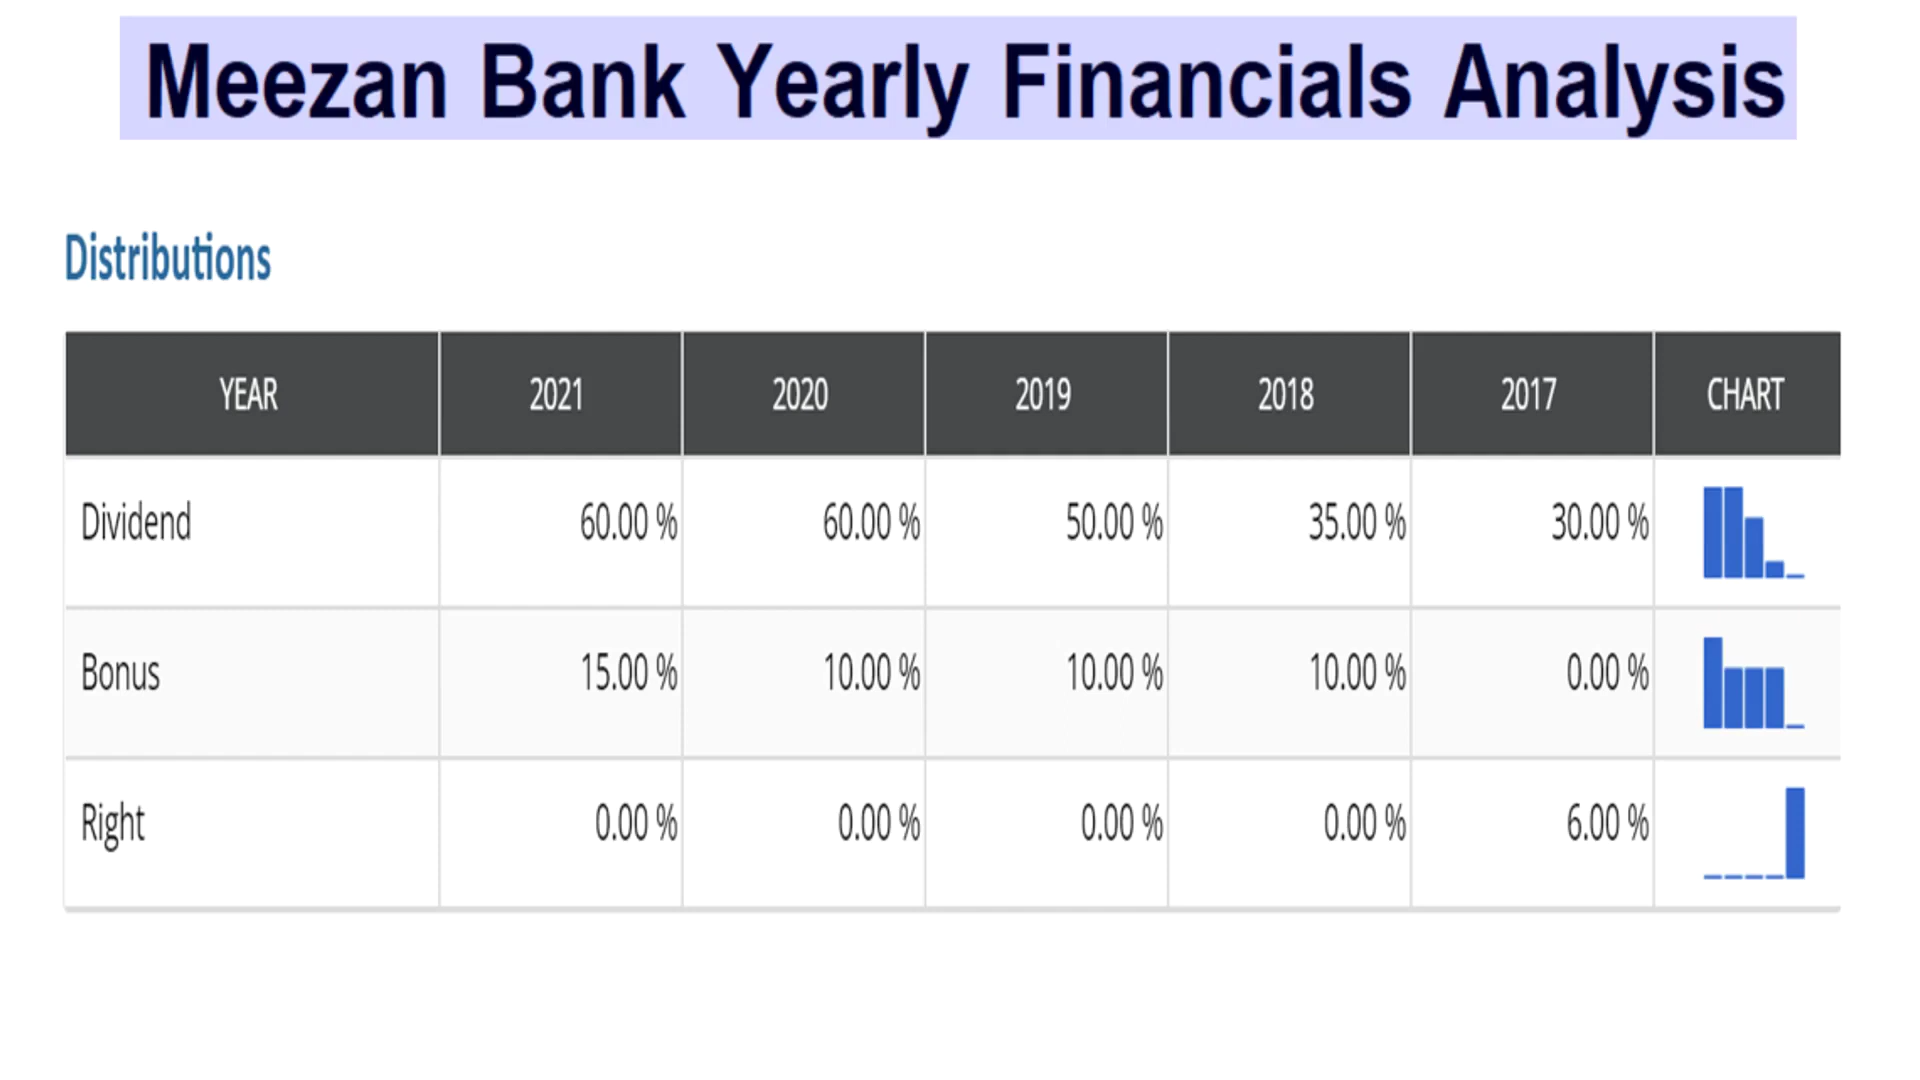 Meezan Bank Yearly Financials Analysis
Distributions
YEAR 2021 2020 2019 2018 2017 CHART
Dividend 60.00 % 60.00 % 50.00 % 35.00 % 30.00 %
Bonus 15.00 % 10.00 % 10.00 % 10.00 % 0.00 %
Right 0.00 % 0.00 % 0.00 % 0.00 % 6.00 %